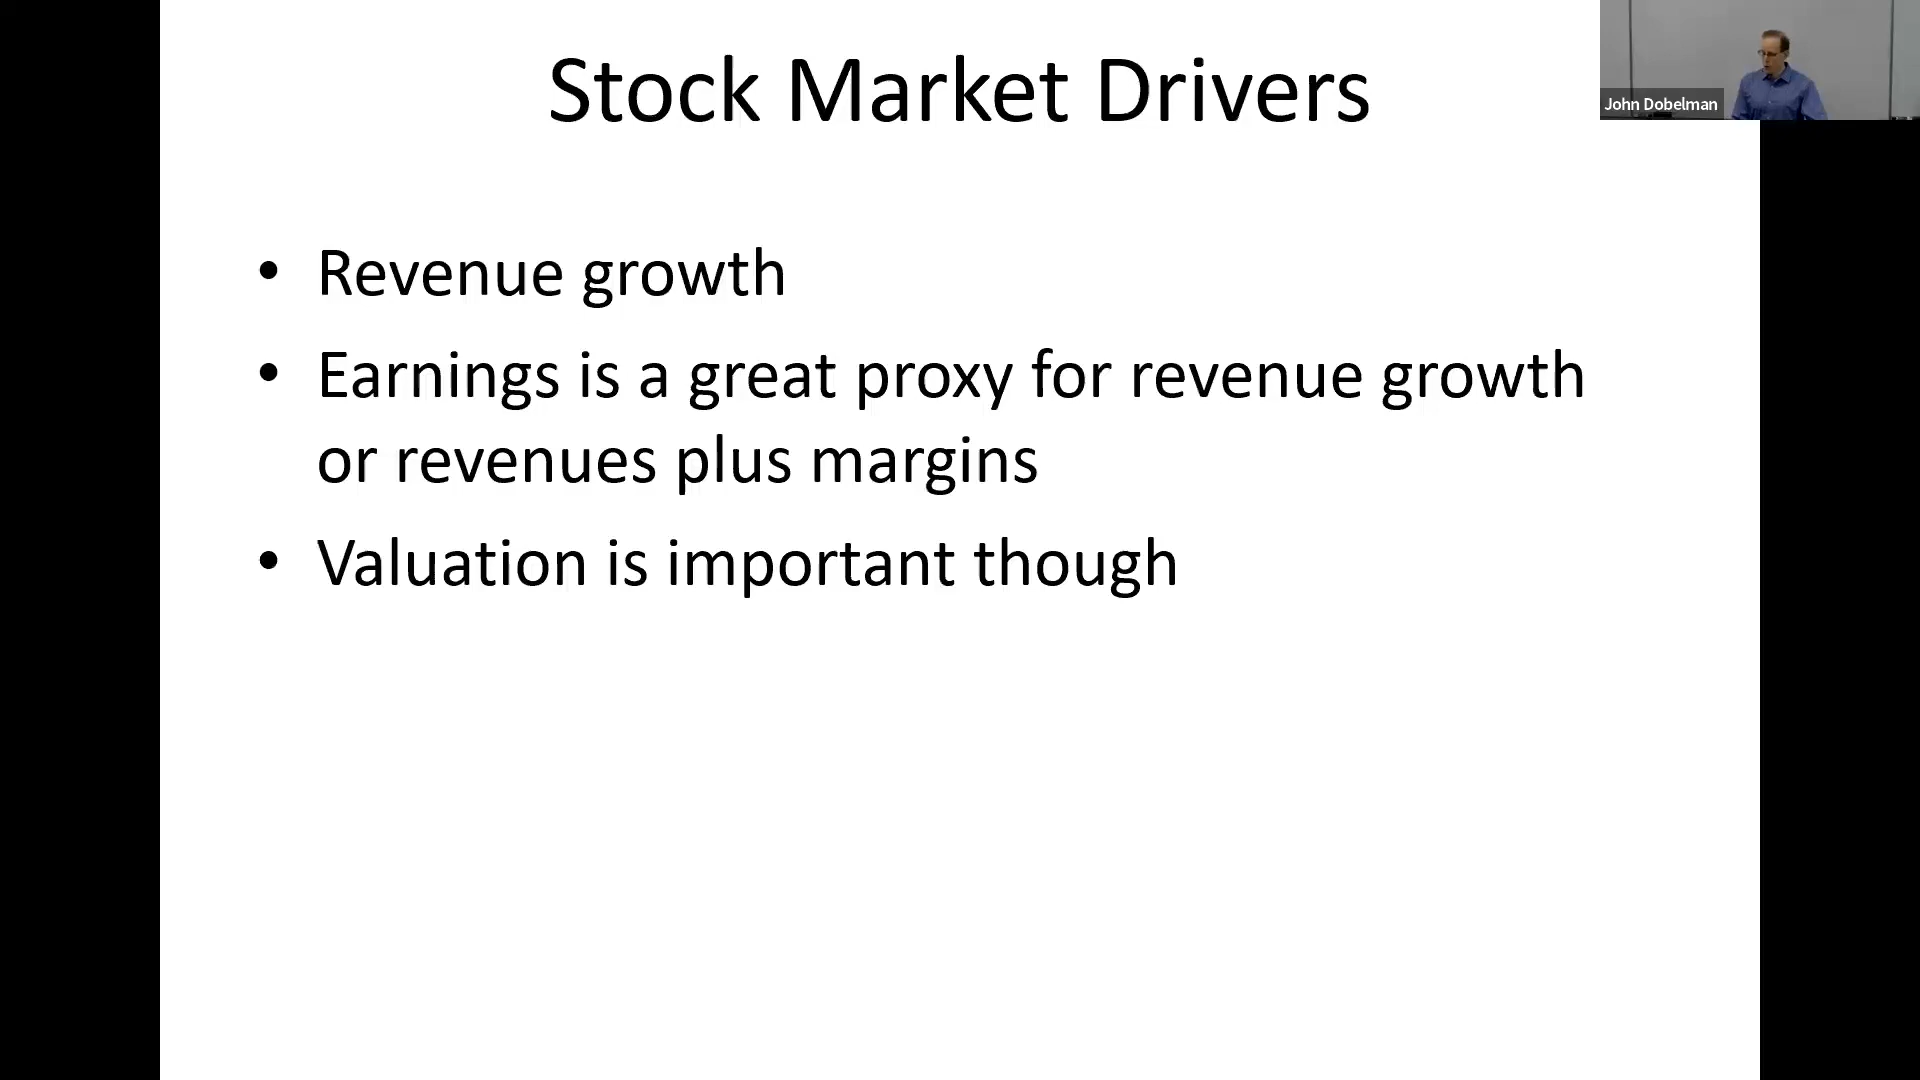 Stock Market Drivers
John Dobelman
• Revenue growth
• Earnings is a great proxy for revenue growth
or revenues plus margins
• Valuation is important though